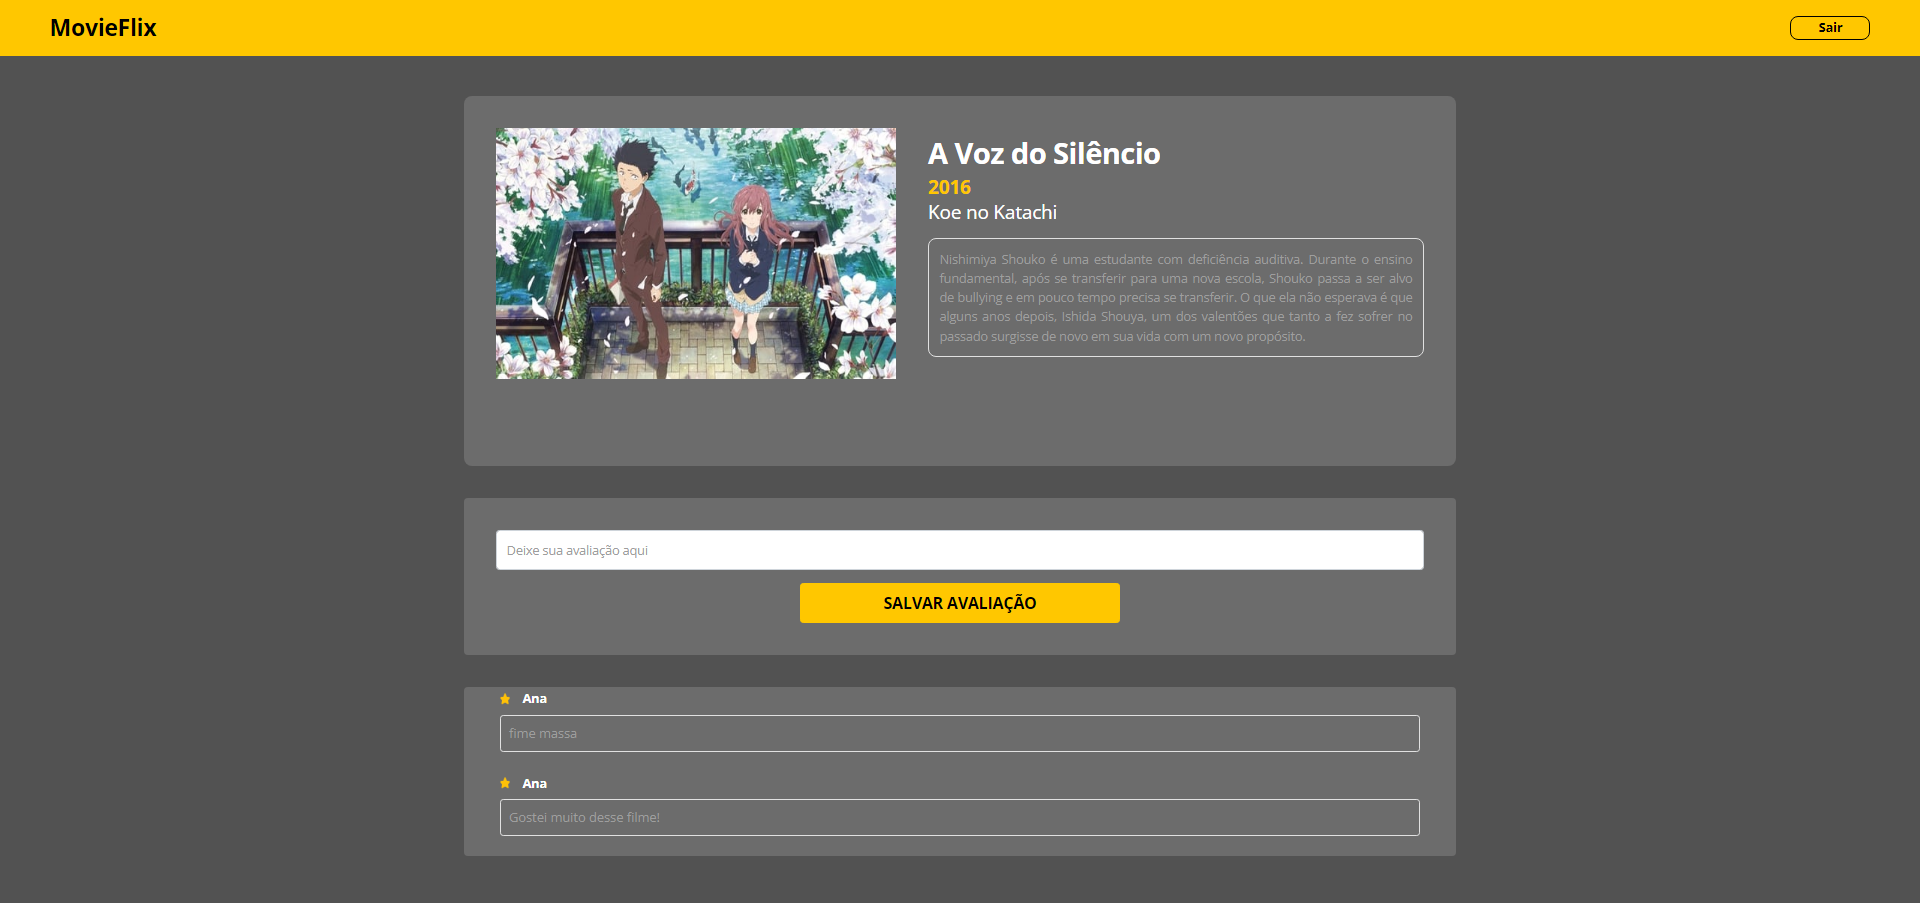 MovieFlix
Sair
A Voz do Silêncio
2016
Koe no Katachi
Nishimiya Shouko é uma estudante com deficiência auditiva. Durante o ensino
fundamental, após se transferir para uma nova escola, Shouko passa a ser alvo
de bullying e em pouco tempo precisa se transferir. O que ela não esperava é que
alguns anos depois, Ishida Shouya, um dos valentões que tanto a fez sofrer no
passado surgisse de novo em sua vida com um novo propósito.
Deixe sua avaliação aqui
SALVAR AVALIAÇÃO
Ana
fime massa
Ana
Gostei muito desse filme!